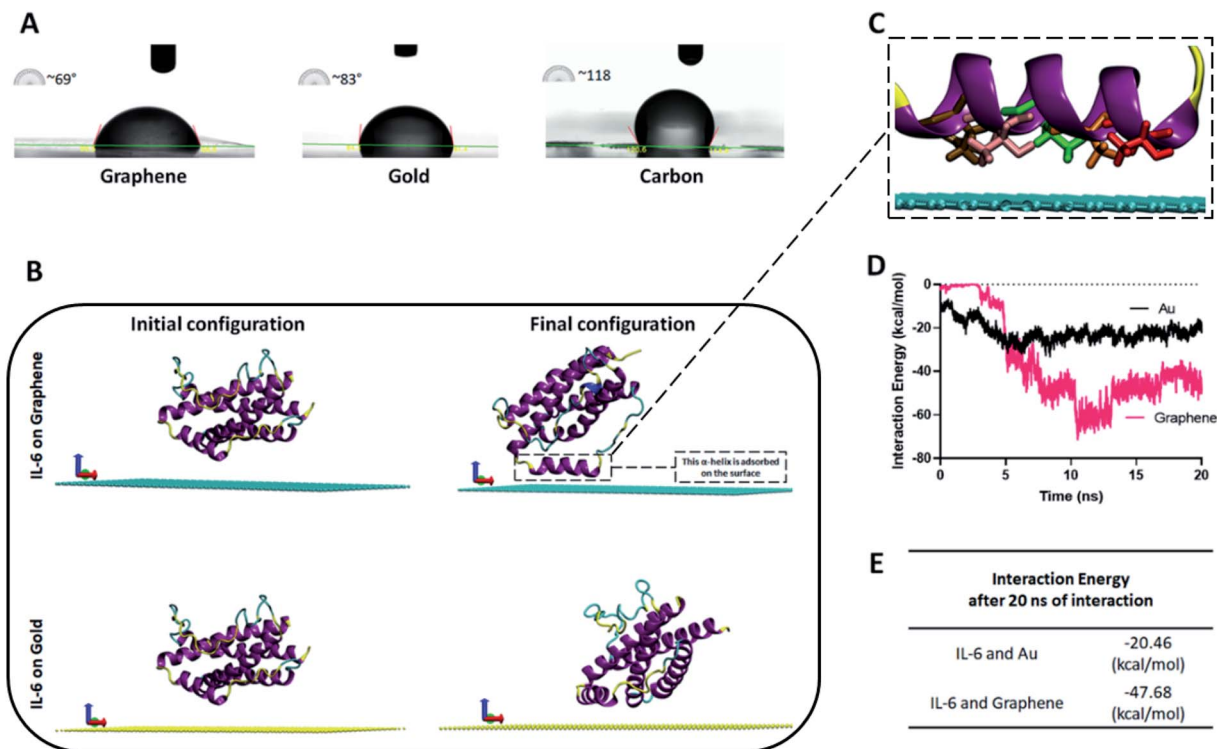 A
~69°
Graphene
~83°
Gold
~118
Carbon
B
Initial configuration
Final configuration
IL-6 on Graphene
This α-helix is adsorbed
on the surface
IL-6 on Gold
C
D
Interaction Energy (kcal/mol)
0
-20
-40
-60
-80
Au
Graphene
0
5
10
15
20
Time (ns)
E
Interaction Energy
after 20 ns of interaction
IL-6 and Au
-20.46
(kcal/mol)
IL-6 and Graphene
-47.68
(kcal/mol)